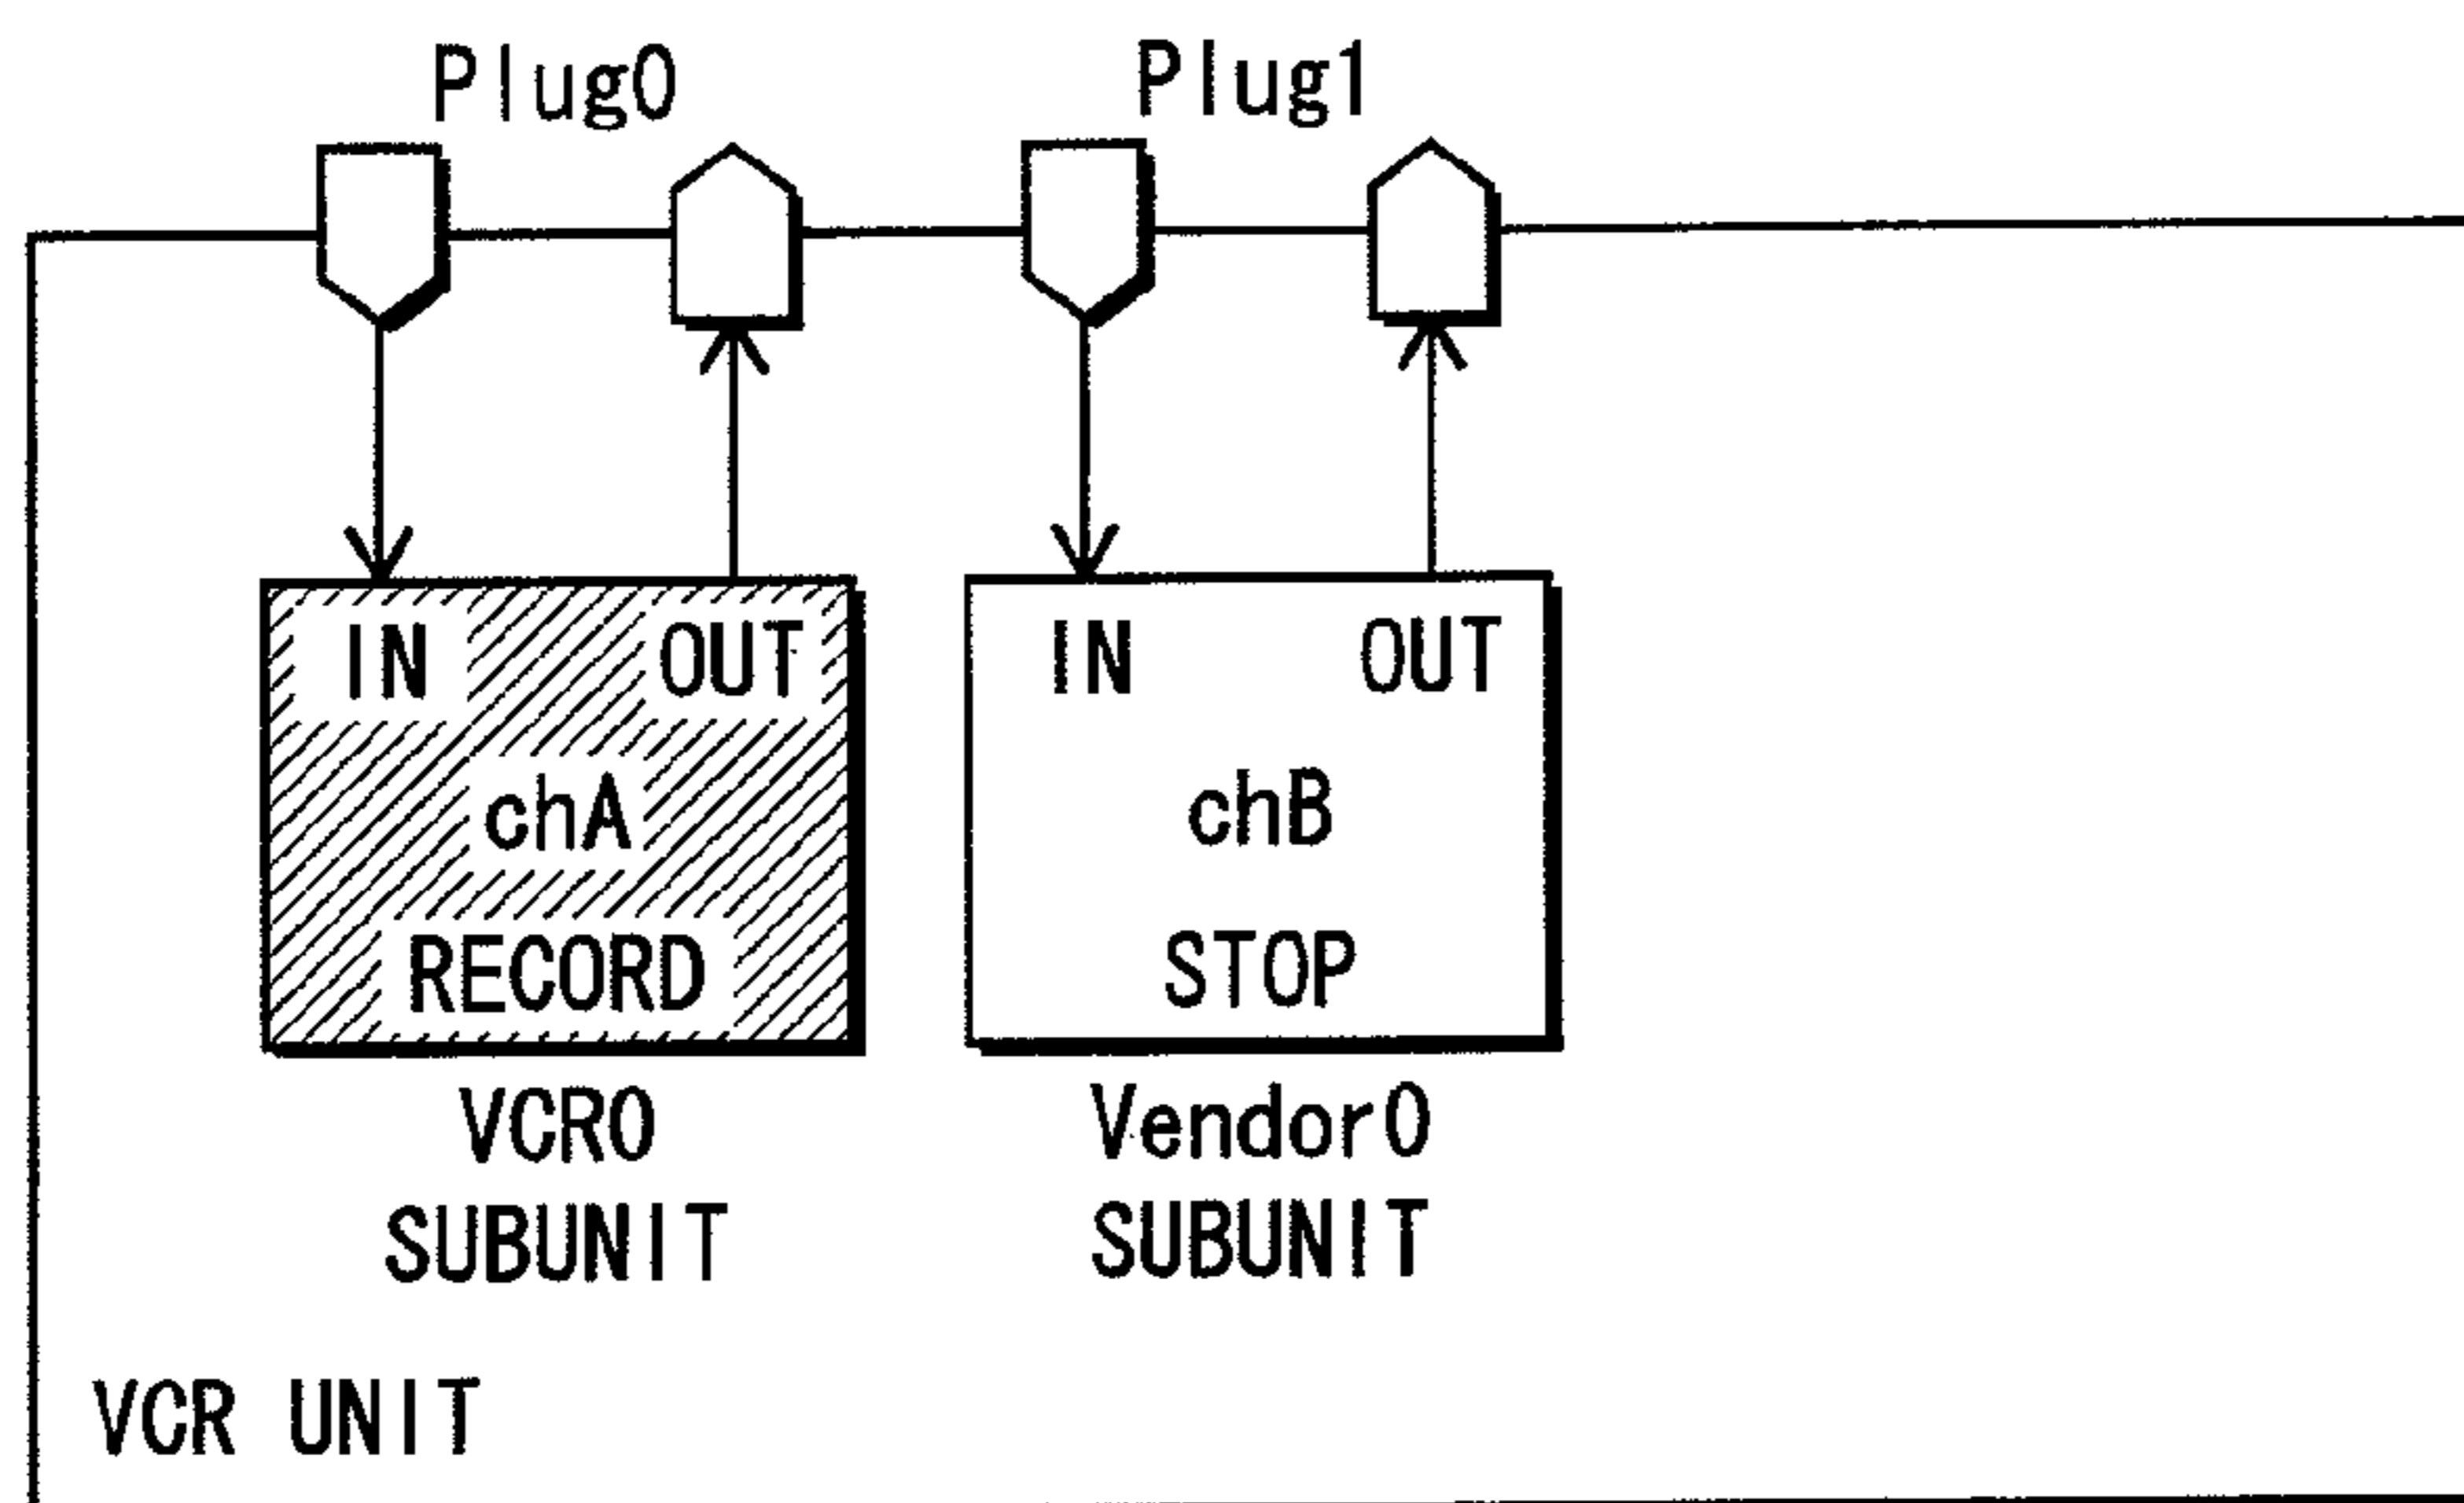 Plug0 Plug1
IN OUT IN OUT
chA chB
RECORD STOP
VCR0 Vendor0
SUBUNIT SUBUNIT
VCR UNIT